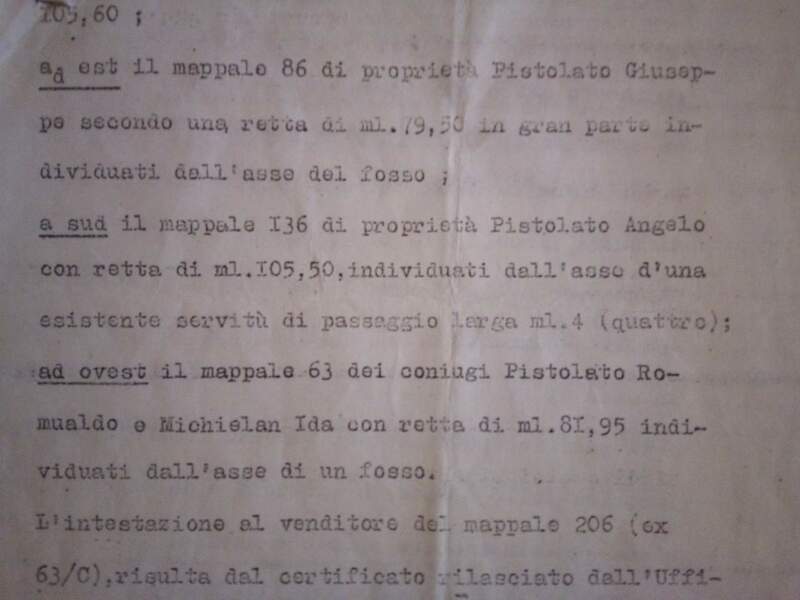 105,60 ;
ad est il mappale 86 di proprietà Pistolato Giusep-
pe secondo una retta di ml.79,50 in gran parte in-
dividuati dall'asse del fosso ;
a sud il mappale I36 di proprietà Pistolato Angelo
con retta di ml.I05,50,individuati dall'asse d'una
esistente servitù di passaggio larga ml.4 (quattro);
ad ovest il mappale 63 dei coniugi Pistolato Ro-
mualdo e Michielan Ida con retta di ml.8I,95 indi-
viduati dall'asse di un fosso.
L'intestazione al venditore del mappale 206 (ex
63/C),risulta dal certificato rilasciato dall'Uffi-